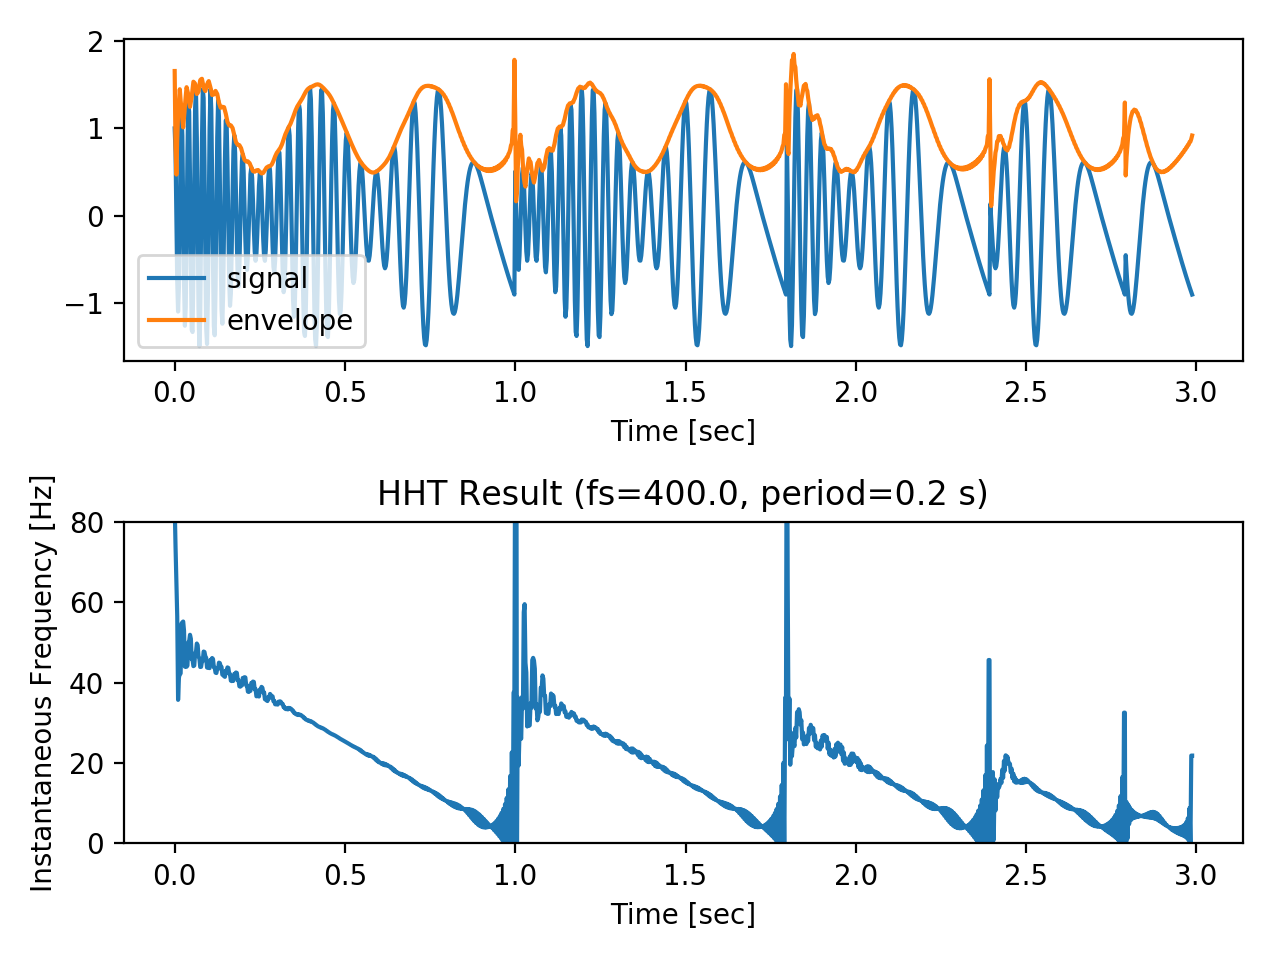 2
1
0
−1
signal
envelope
0.0 0.5 1.0 1.5 2.0 2.5 3.0
Time [sec]
HHT Result (fs=400.0, period=0.2 s)
Instantaneous Frequency [Hz]
80
60
40
20
0
0.0 0.5 1.0 1.5 2.0 2.5 3.0
Time [sec]